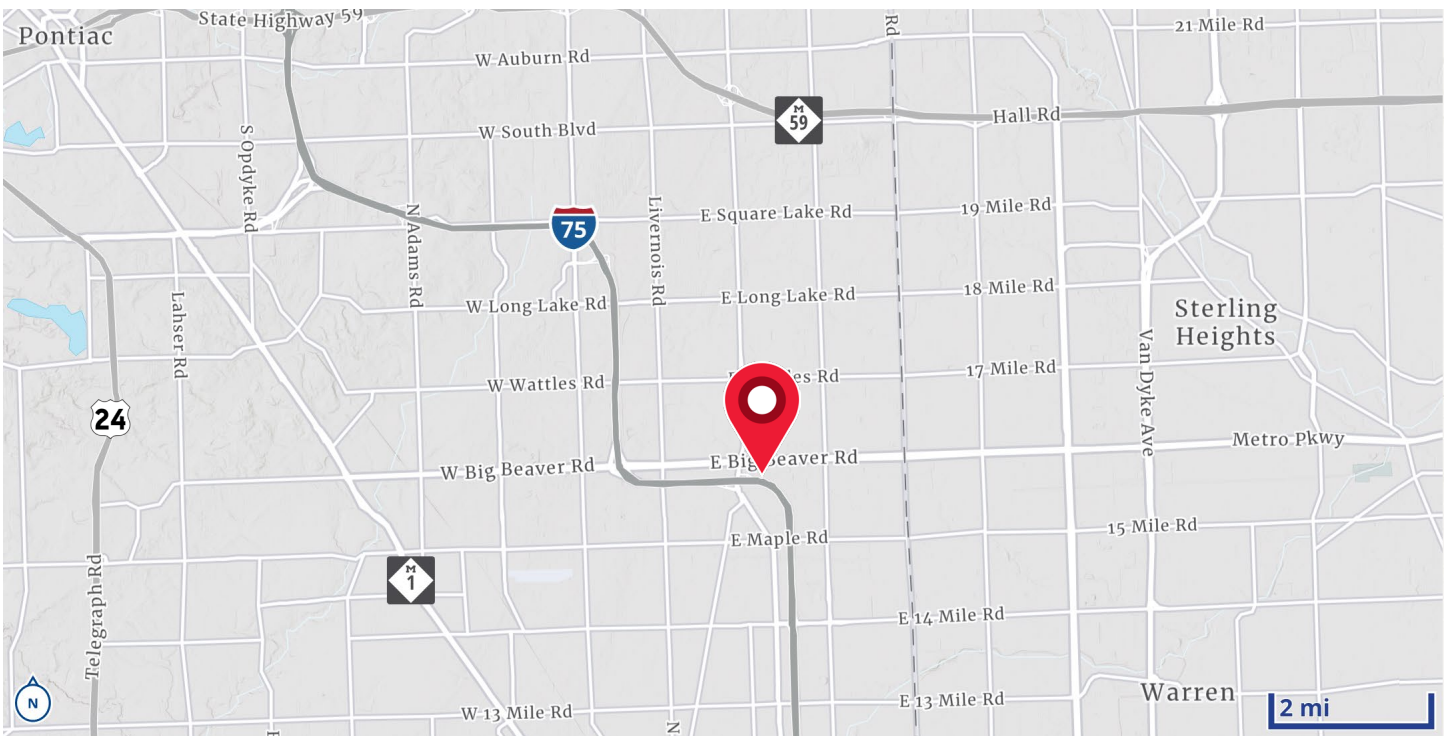 State Highway 59
Pontiac
Rd
21 Mile Rd
W Auburn Rd
M
59
Hall Rd
W South Blvd
S Opdyke Rd
N Adams Rd
Livernois Rd
E Square Lake Rd
19 Mile Rd
75
W Long Lake Rd
E Long Lake Rd
18 Mile Rd
Lahser Rd
Sterling
Heights
Van Dyke Ave
W Wattles Rd
les Rd
17 Mile Rd
24
W Big Beaver Rd
E Big Beaver Rd
Metro Pkwy
E Maple Rd
15 Mile Rd
M
1
Telegraph Rd
E 14 Mile Rd
N
W 13 Mile Rd
N
E 13 Mile Rd
Warren
2 mi